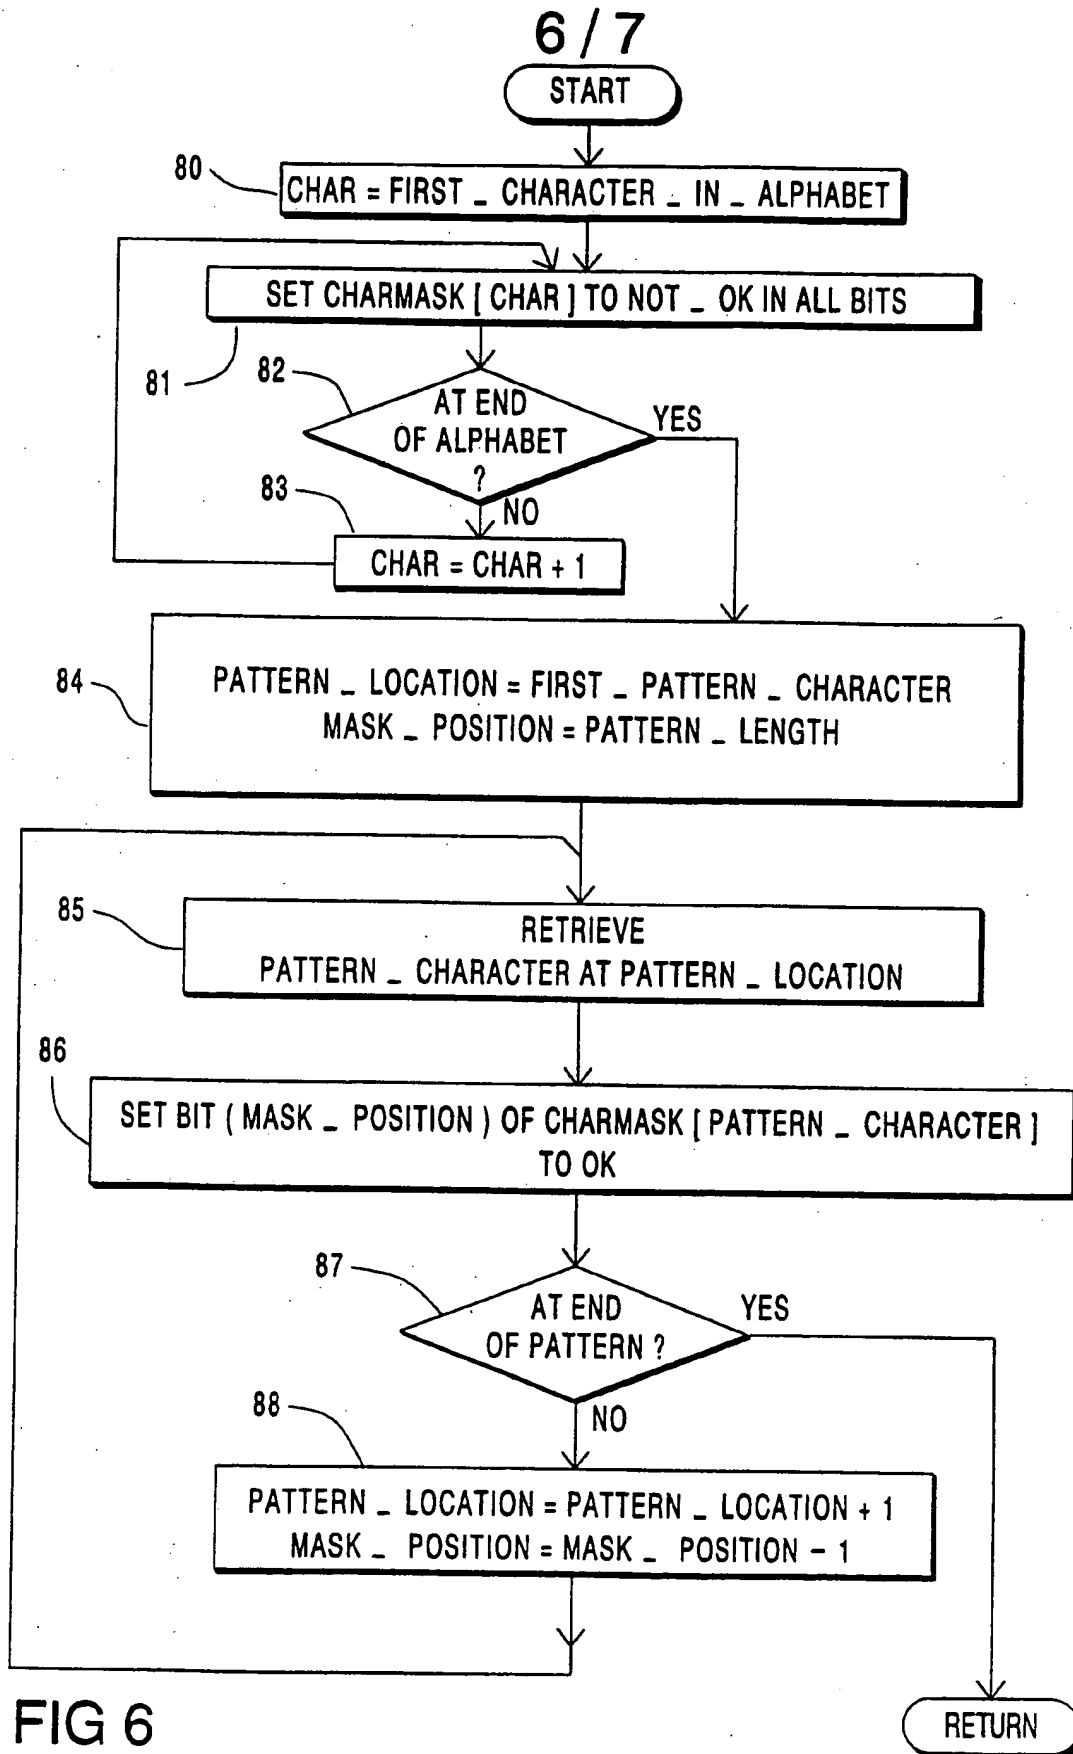 6 / 7
START
80
CHAR = FIRST _ CHARACTER _ IN _ ALPHABET
SET CHARMASK [ CHAR ] TO NOT _ OK IN ALL BITS
81
82
AT END
OF ALPHABET
?
YES
83
NO
CHAR = CHAR + 1
84
PATTERN _ LOCATION = FIRST _ PATTERN _ CHARACTER
MASK _ POSITION = PATTERN _ LENGTH
85
RETRIEVE
PATTERN _ CHARACTER AT PATTERN _ LOCATION
86
SET BIT ( MASK _ POSITION ) OF CHARMASK [ PATTERN _ CHARACTER ]
TO OK
87
AT END
OF PATTERN ?
YES
88
NO
PATTERN _ LOCATION = PATTERN _ LOCATION + 1
MASK _ POSITION = MASK _ POSITION – 1
FIG 6
RETURN